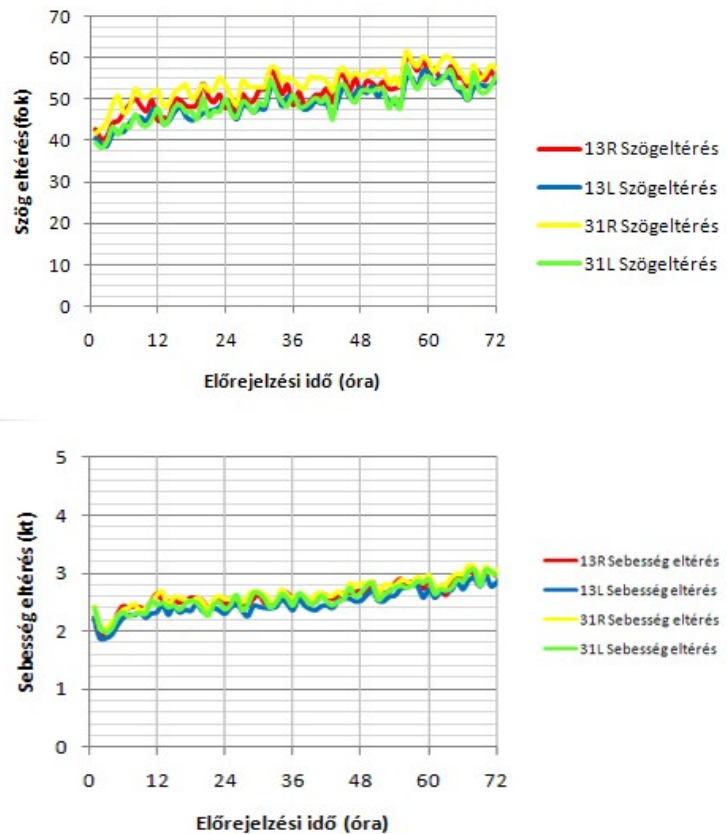 70
60
50
40
30
20
10
0
Szög eltérés(fok)
0 12 24 36 48 60 72
Előrejelzési idő (óra)
13R Szögeltérés
13L Szögeltérés
31R Szögeltérés
31L Szögeltérés
5
4
3
2
1
0
Sebesség eltérés (kt)
0 12 24 36 48 60 72
Előrejelzési idő (óra)
13R Sebesség eltérés
13L Sebesség eltérés
31R Sebesség eltérés
31L Sebesség eltérés